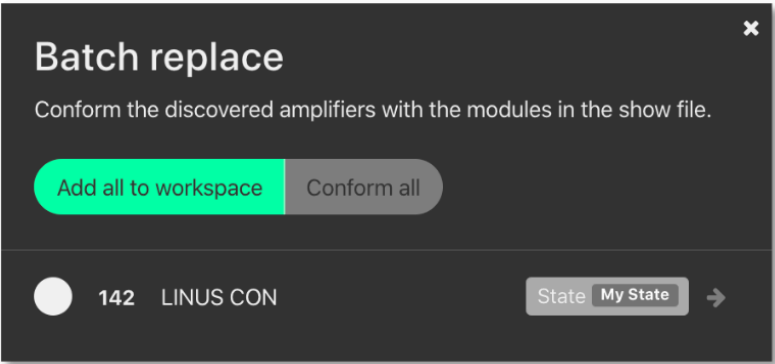 Batch replace
Conform the discovered amplifiers with the modules in the show file.
Add all to workspace Conform all
142 LINUS CON State My State